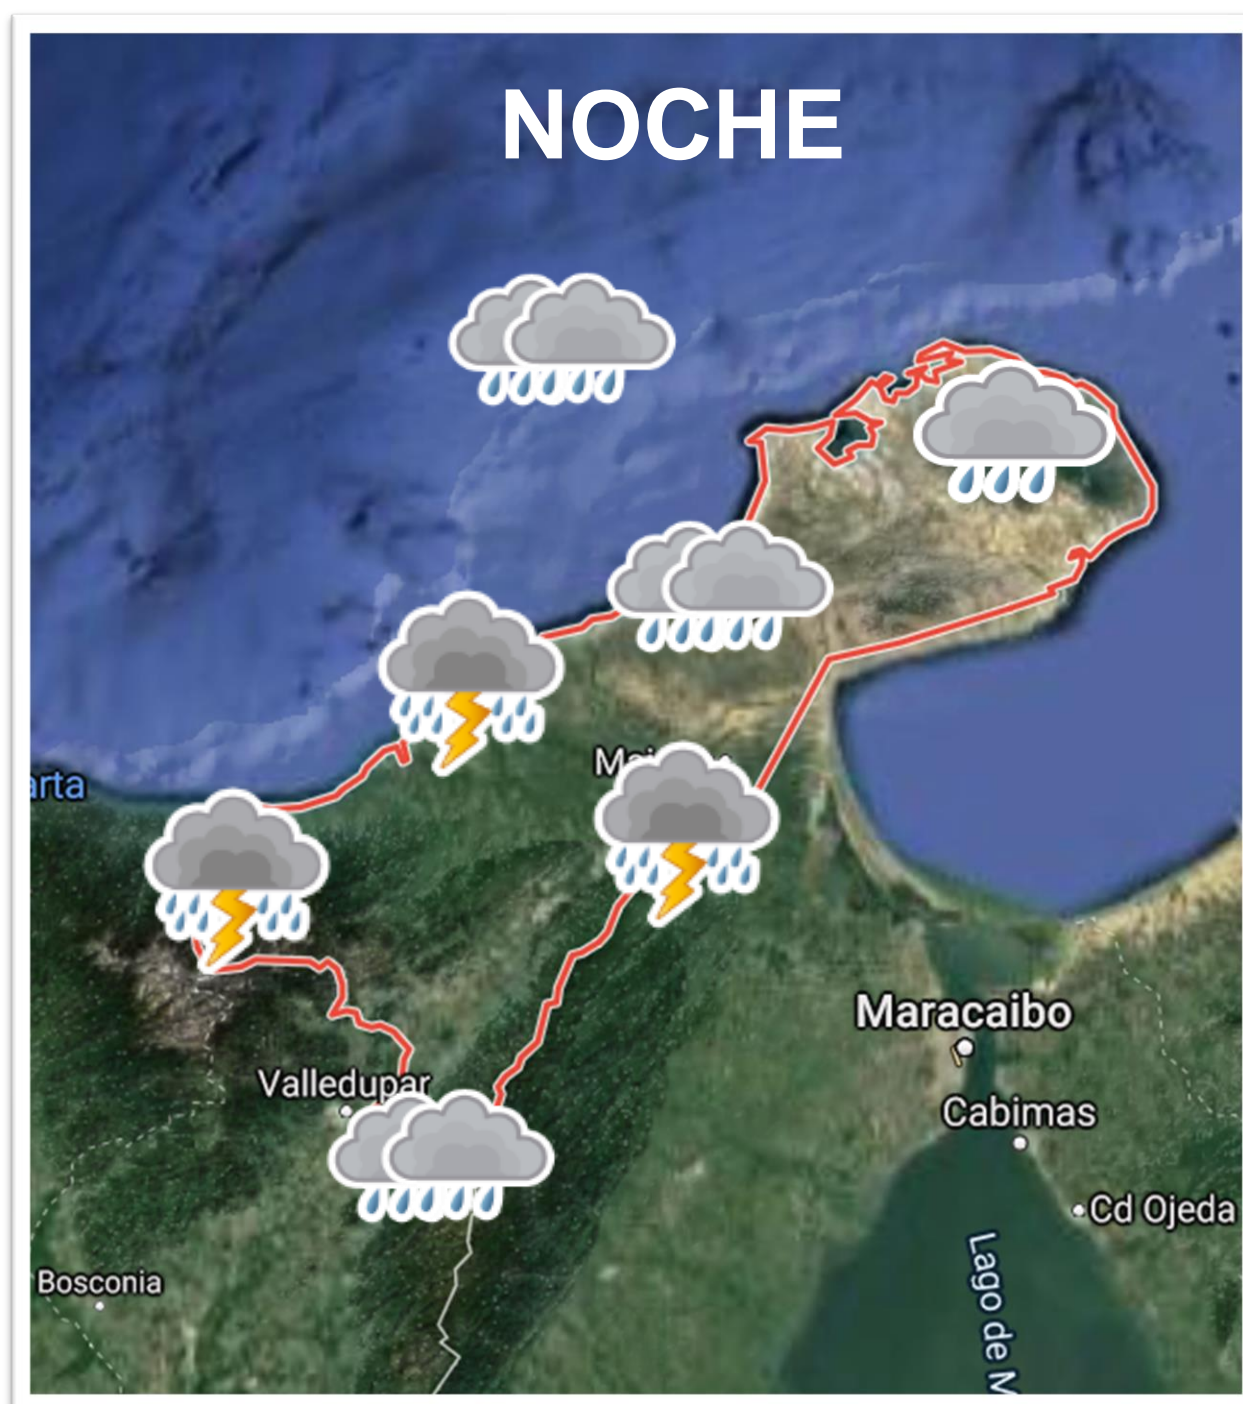 NOCHE
arta
Maracaibo
Valledupar
Cabimas
Cd Ojeda
Bosconia
Lago de M